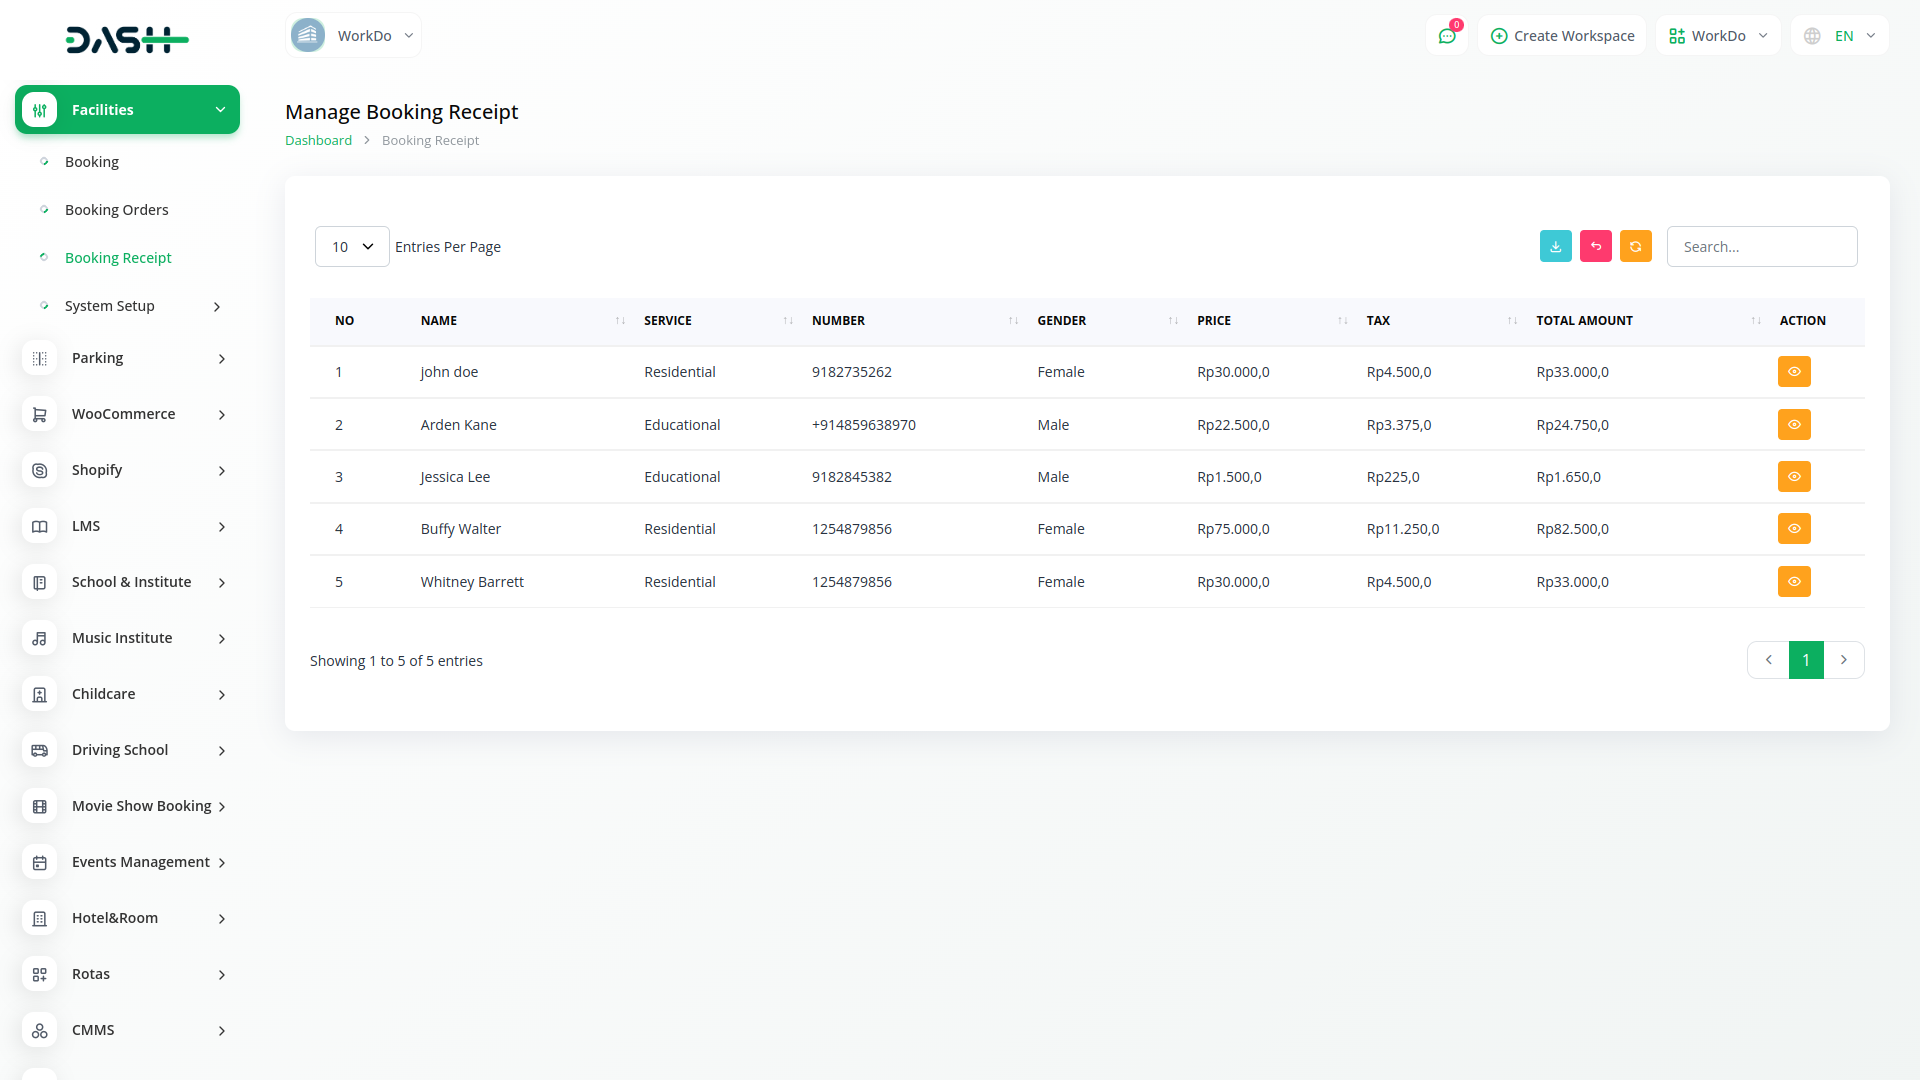 DASH
WorkDo
0
Create Workspace
WorkDo
EN
Facilities
Booking
Booking Orders
Booking Receipt
System Setup
Parking
WooCommerce
Shopify
LMS
School & Institute
Music Institute
Childcare
Driving School
Movie Show Booking
Events Management
Hotel&Room
Rotas
CMMS
Manage Booking Receipt
Dashboard > Booking Receipt
10 Entries Per Page
Search...
NO NAME SERVICE NUMBER GENDER PRICE TAX TOTAL AMOUNT ACTION
1 john doe Residential 9182735262 Female Rp30.000,0 Rp4.500,0 Rp33.000,0
2 Arden Kane Educational +914859638970 Male Rp22.500,0 Rp3.375,0 Rp24.750,0
3 Jessica Lee Educational 9182845382 Male Rp1.500,0 Rp225,0 Rp1.650,0
4 Buffy Walter Residential 1254879856 Female Rp75.000,0 Rp11.250,0 Rp82.500,0
5 Whitney Barrett Residential 1254879856 Female Rp30.000,0 Rp4.500,0 Rp33.000,0
Showing 1 to 5 of 5 entries
1